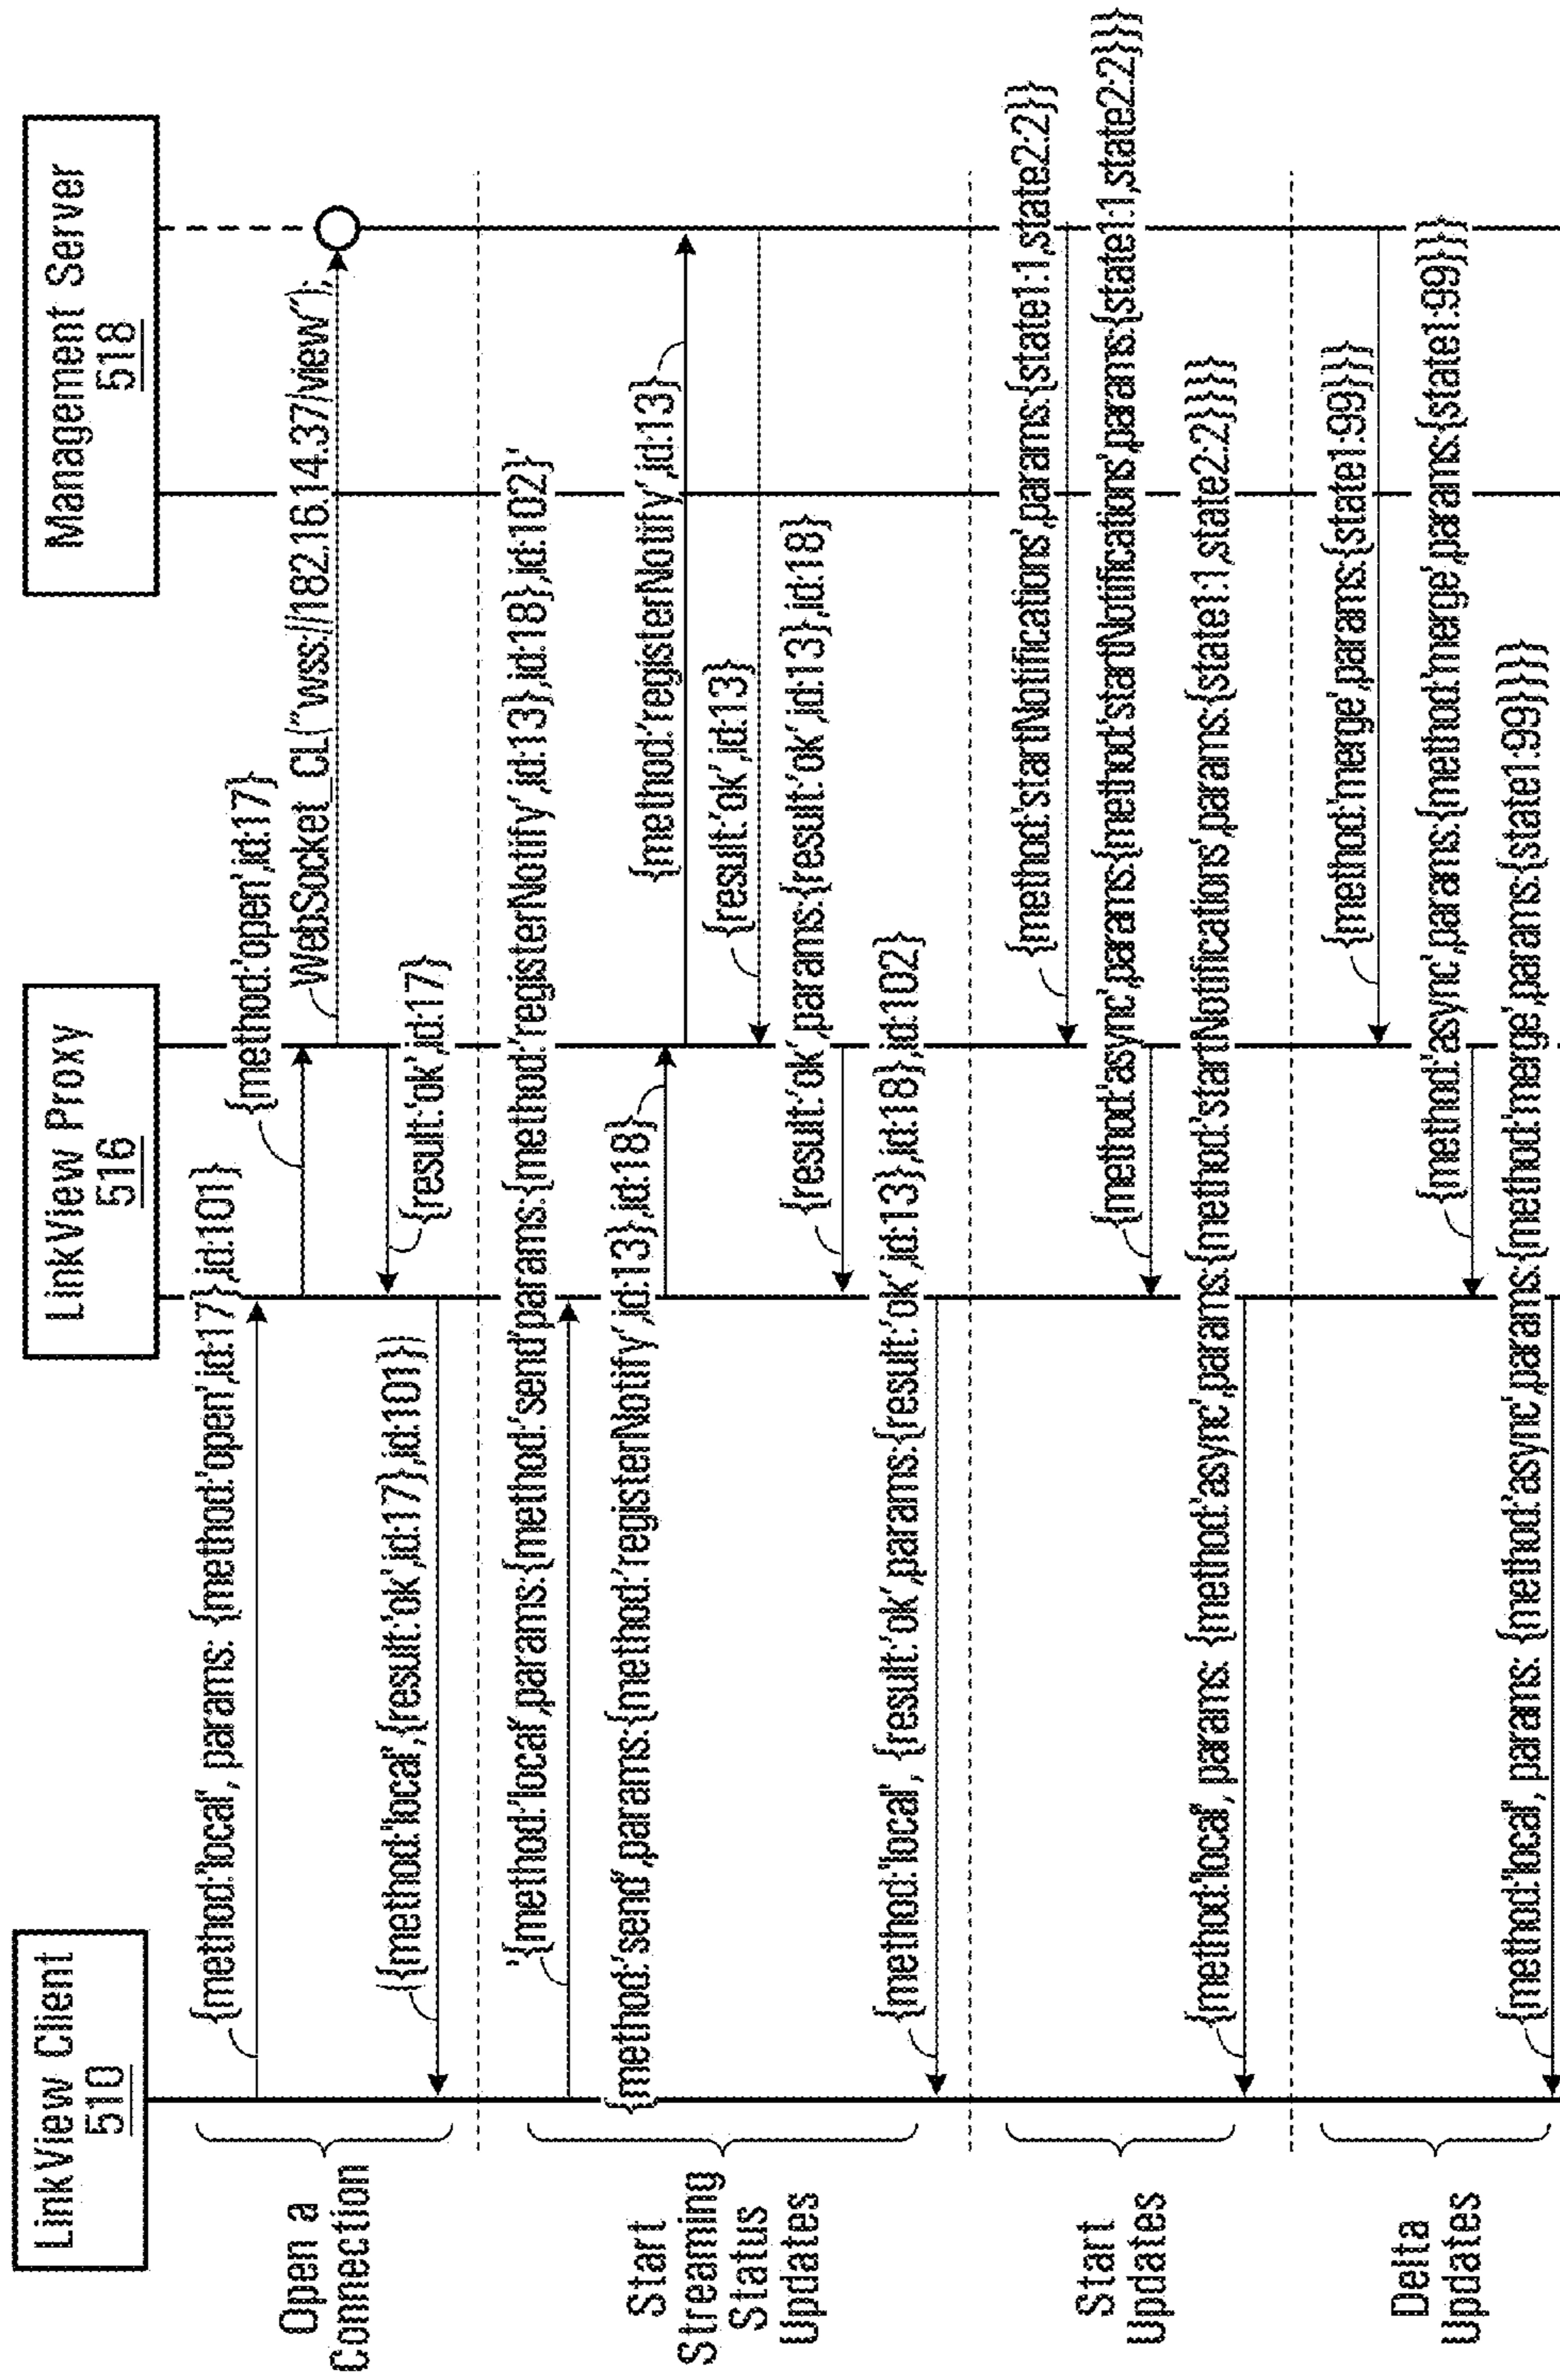 LinkView Client
510
LinkView Proxy
516
Management Server
518
Open a
Connection
{method:'local', params: {method:'open',id:17},id:101}
{method:'open',id:17}
WebSocket_CL("wss://182.16.14.37/view");
{result:'ok',id:17}
({method:'local',{result:'ok',id:17},id:101})
Start
Streaming
Status
Updates
'{method:'local',params:{method:'send'params:{method:'registerNotify',id:13},id:18},id:102}'
{method:'send',params:{method:'registerNotify',id:13},id:18}
{method:'registerNotify',id:13}
{result:'ok',id:13}
{result:'ok',params:{result:'ok',id:13},id:18}
{method:'local', {result:'ok',params:{result:'ok',id:13},id:18},id:102}
Start
Updates
{method:'startNotifications',params:{state1:1,state2:2}}}
{method:'async',params:{method:'startNotifications',params:{state1:1,state2:2}}}
{method:'local', params: {method:'async',params:{method:'startNotifications',params:{state1:1,state2:2}}}}}
Delta
Updates
{method:'merge',params:{state1:99}}}
{method:'async',params:{method:'merge',params:{state1:99}}}
{method:'local', params: {method:'async',params:{method:'merge',params:{state1:99}}}}}